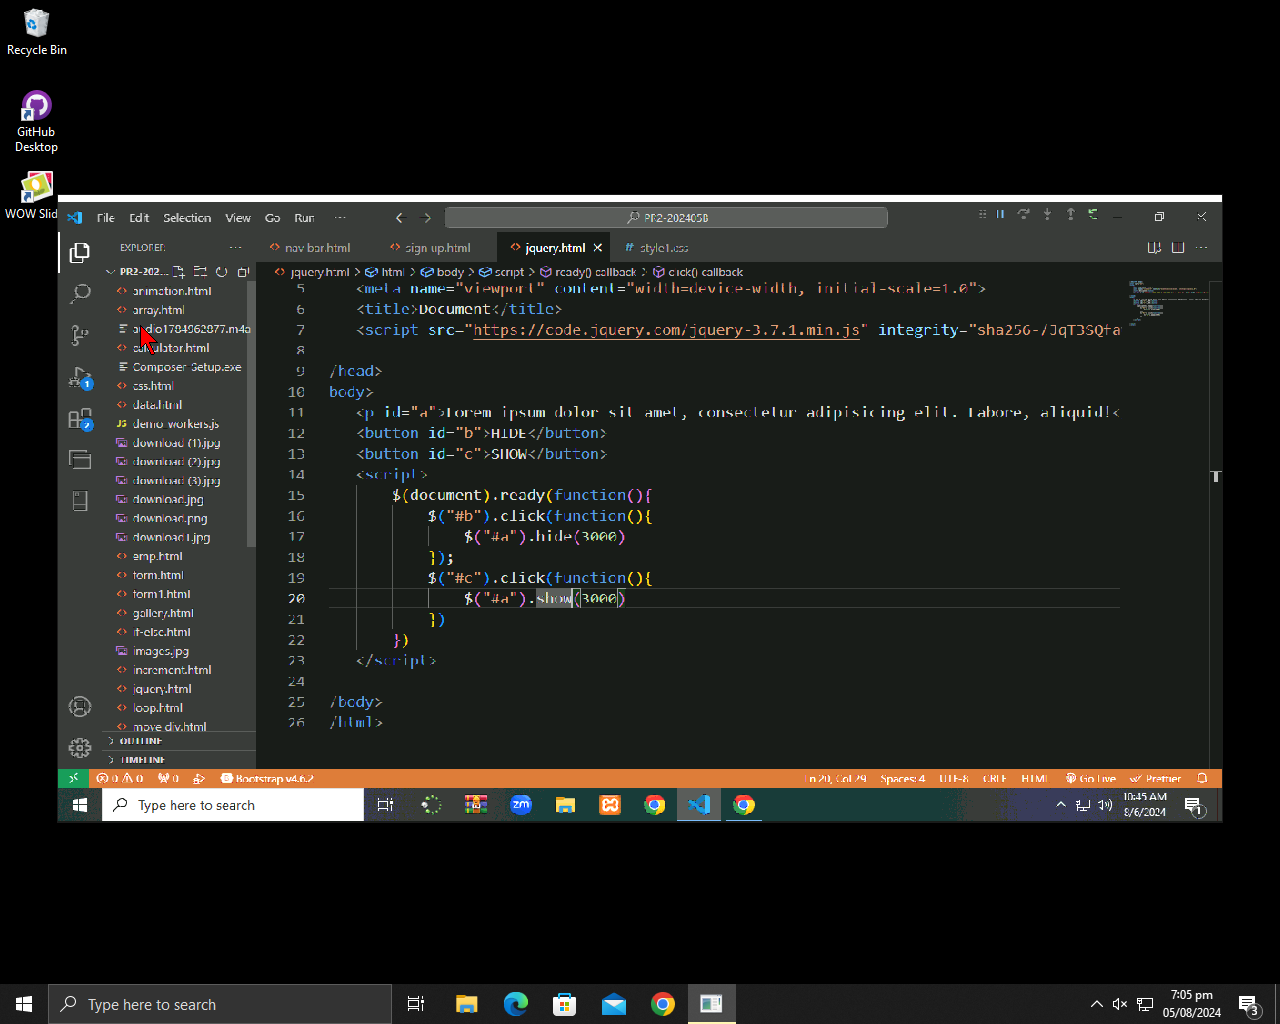 Recycle Bin
GitHub
Desktop
WOW Slid
File Edit Selection View Go Run ···
PR2-202405B
EXPLORER
nav bar.html
sign up.html
jquery.html
style1.css
PR2-202...
jquery.html > html > body > script > ready() callback > click() callback
animation.html
array.html
audio1784962877.m4a
calculator.html
Composer-Setup.exe
css.html
data.html
demo-workers.js
download (1).jpg
download (2).jpg
download (3).jpg
download.jpg
download.png
download1.jpg
emp.html
form.html
form1.html
gallery.html
if-else.html
images.jpg
increment.html
jquery.html
loop.html
move div.html
OUTLINE
TIMELINE
5 <meta name="viewport" content="width=device-width, initial-scale=1.0">
6 <title>Document</title>
7 <script src="https://code.jquery.com/jquery-3.7.1.min.js" integrity="sha256-/JqT3SQfa
8
9 /head>
10 body>
11 <p id="a">Lorem ipsum dolor sit amet, consectetur adipisicing elit. Labore, aliquid!<
12 <button id="b">HIDE</button>
13 <button id="c">SHOW</button>
14 <script>
15 $(document).ready(function(){
16 $("#b").click(function(){
17 $("#a").hide(3000)
18 });
19 $("#c").click(function(){
20 $("#a").show(3000)
21 })
22 })
23 </script>
24
25 /body>
26 /html>
0 0 0 Bootstrap v4.6.2
Ln 20, Col 29 Spaces: 4 UTF-8 CRLF HTML Go Live Prettier
Type here to search
10:45 AM
8/6/2024
Type here to search
7:05 pm
05/08/2024
3